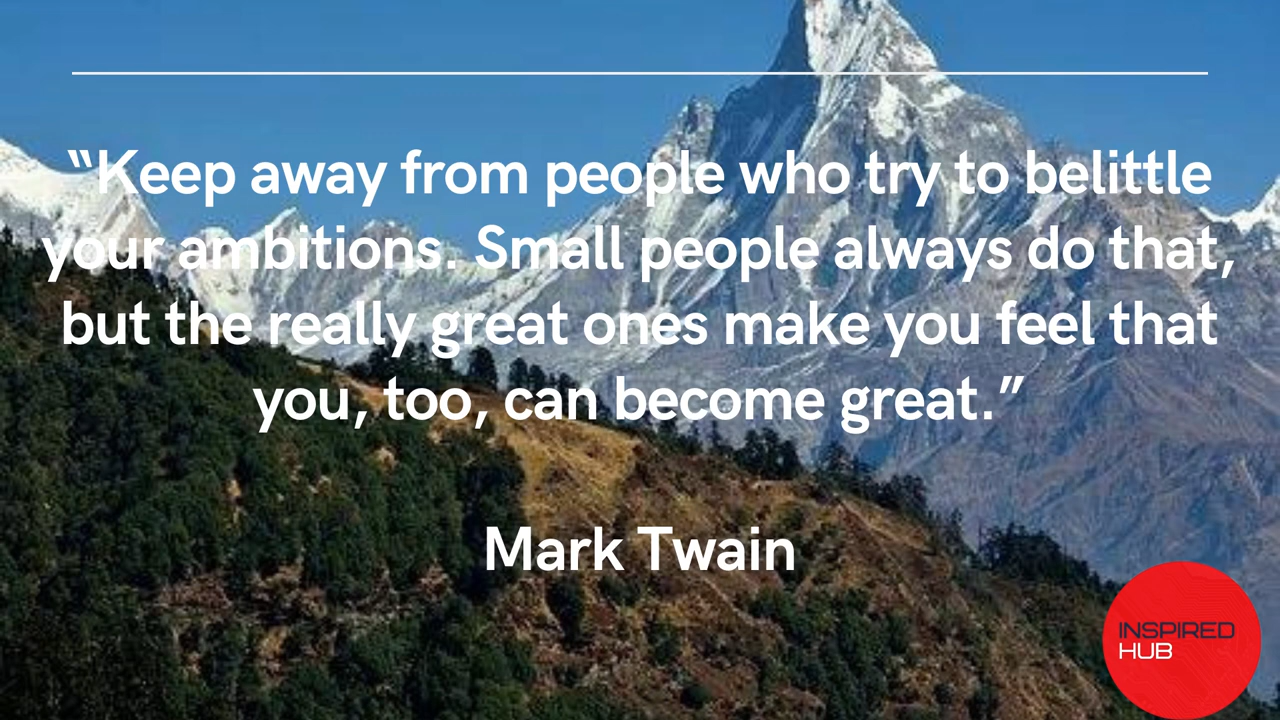 “Keep away from people who try to belittle
your ambitions. Small people always do that,
but the really great ones make you feel that
you, too, can become great.”
Mark Twain
INSPIRED
HUB